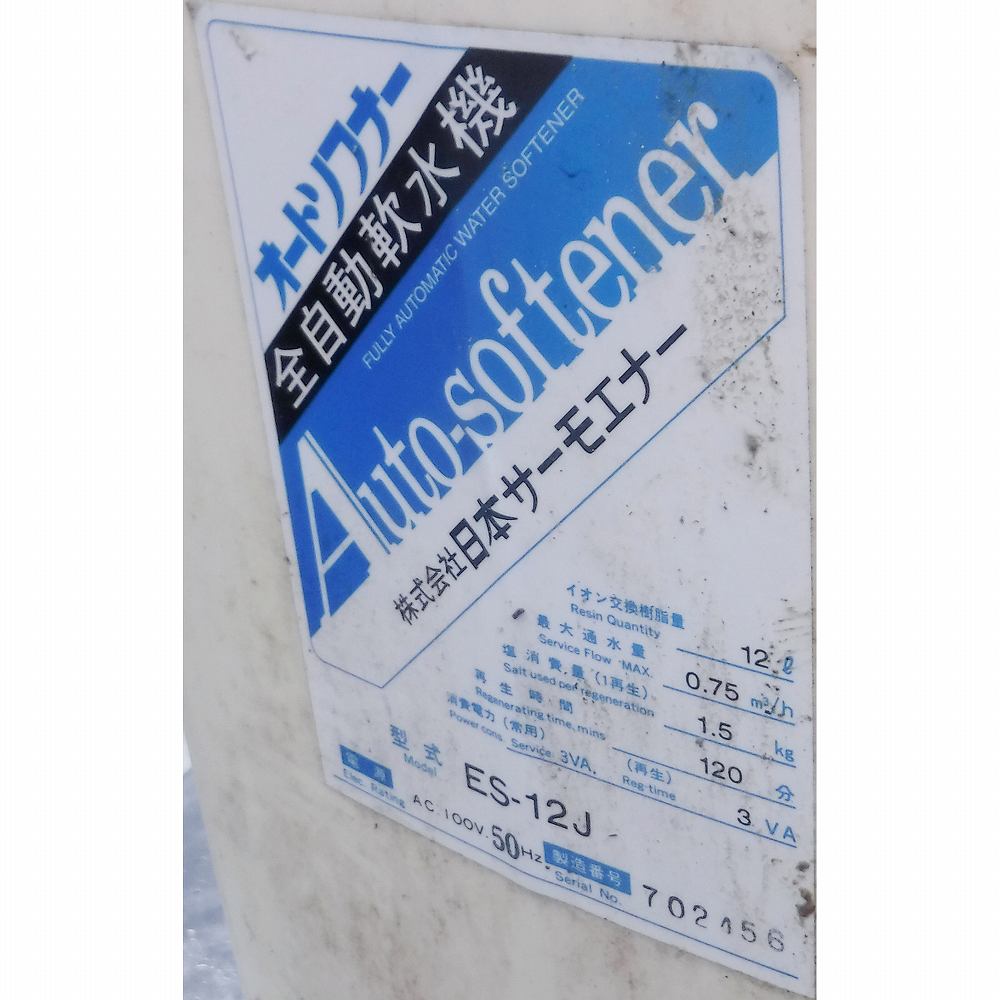 オートソフナー
全自動軟水機
FULLY AUTOMATIC WATER SOFTENER
Auto-softener
株式会社日本サーモエナー
イオン交換樹脂量
Resin Quantity 12ℓ
最大通水量
Service Flow MAX. 0.75 m³/h
塩消費量(1再生)
Salt used per regeneration 1.5 kg
再生時間
Regenerating time, mins 120 分
消費電力(常用) (再生)
Power cons Service 3VA. Reg-time 3 VA
型式
Model ES-12J
電源
Elec. Rating AC. 100V. 50Hz
製造番号
Serial No. 702456